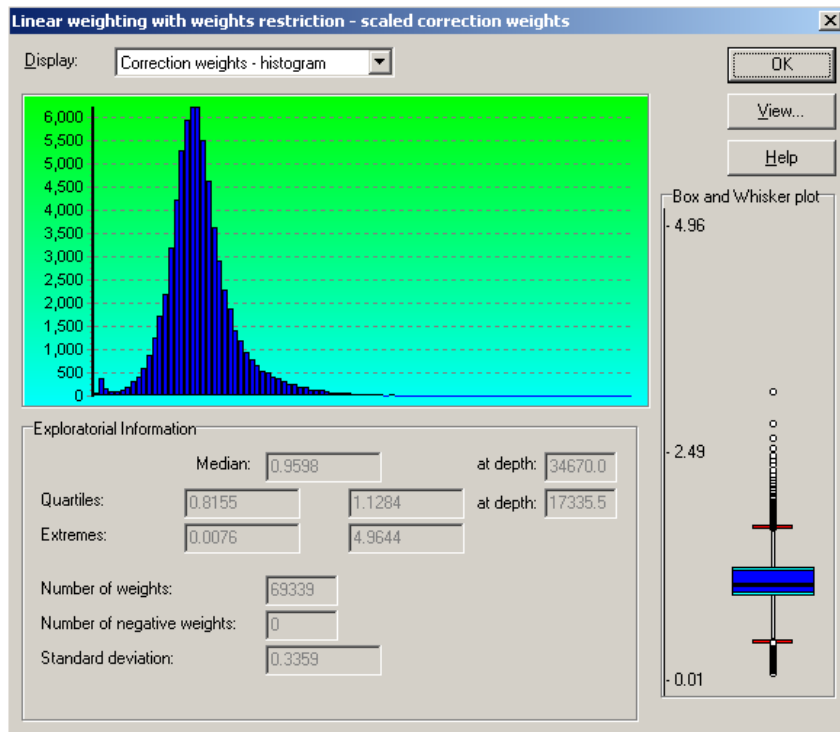 Linear weighting with weights restriction - scaled correction weights
Display:
Correction weights - histogram
OK
View...
Help
6,000
5,500
5,000
4,500
4,000
3,500
3,000
2,500
2,000
1,500
1,000
500
0
Box and Whisker plot
- 4.96
- 2.49
- 0.01
Exploratorial Information
Median: 0.9598 at depth: 34670.0
Quartiles: 0.8155 1.1284 at depth: 17335.5
Extremes: 0.0076 4.9644
Number of weights: 69339
Number of negative weights: 0
Standard deviation: 0.3359